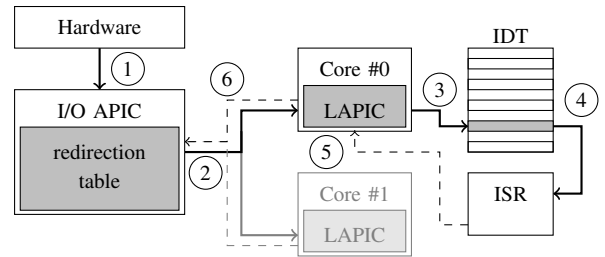 Hardware
1
I/O APIC
redirection
table
2
6
Core #0
LAPIC
3
5
Core #1
LAPIC
IDT
4
ISR